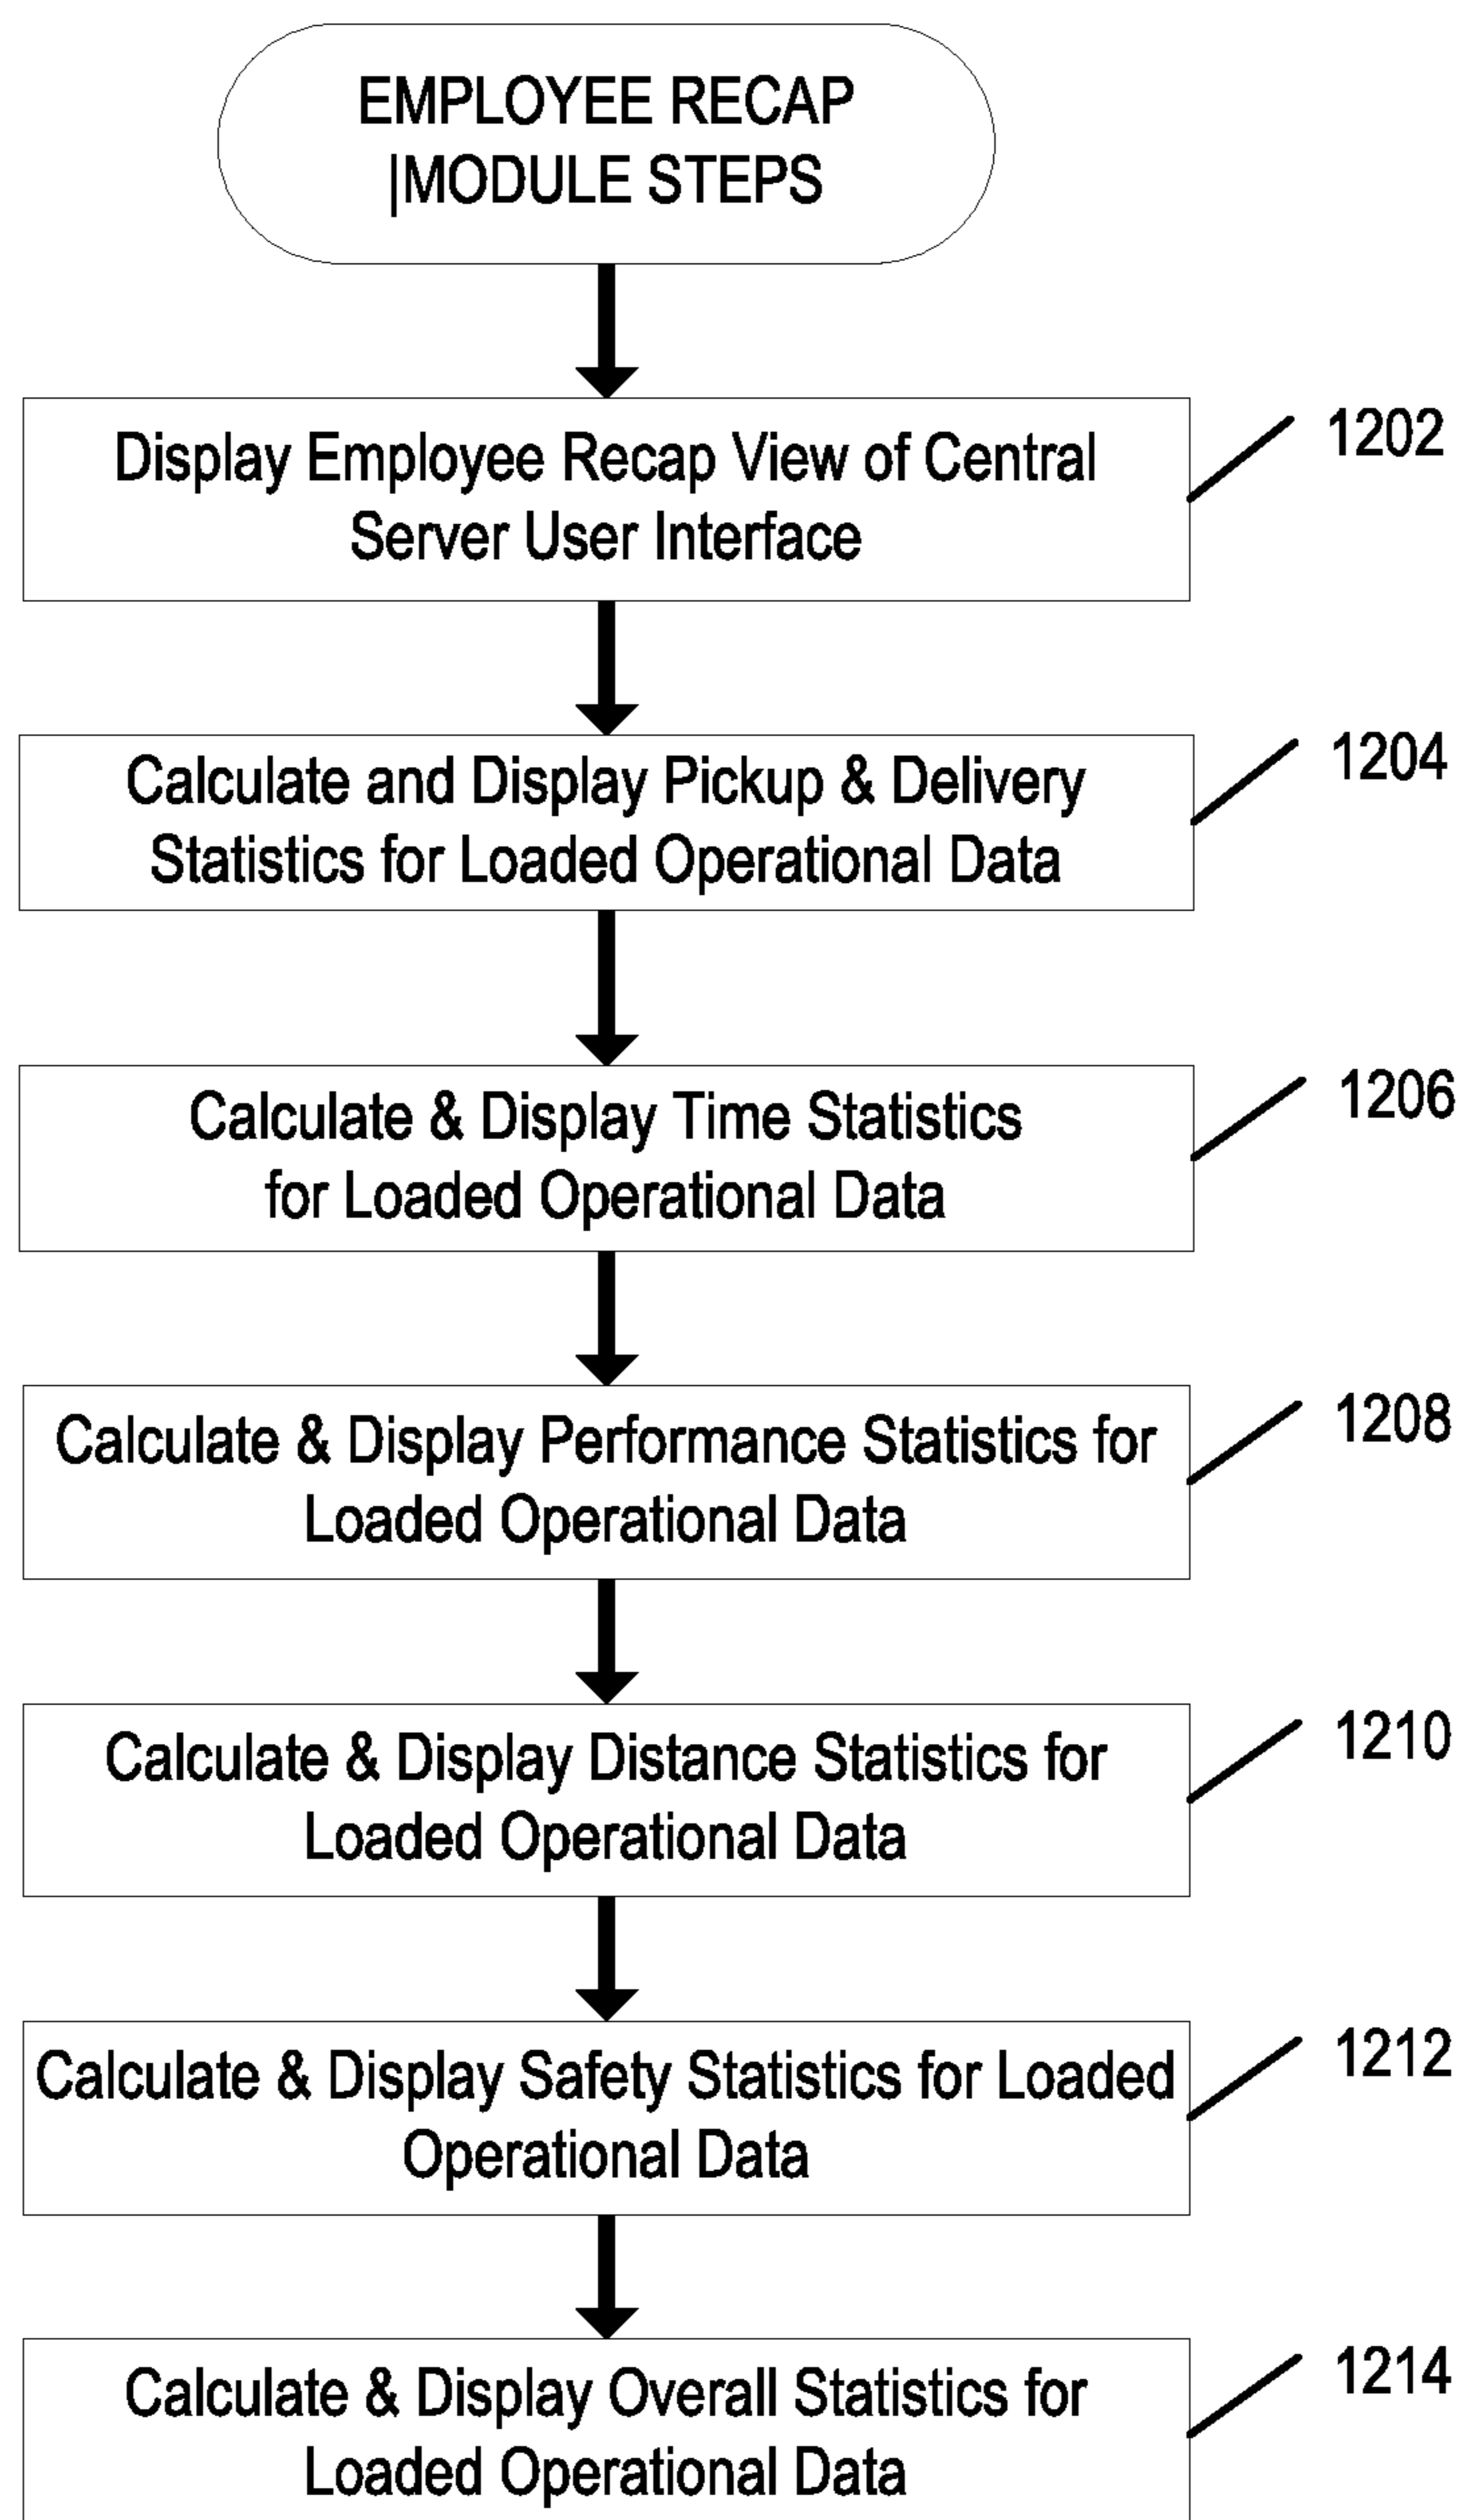 EMPLOYEE RECAP
|MODULE STEPS
Display Employee Recap View of Central
Server User Interface
1202
Calculate and Display Pickup & Delivery
Statistics for Loaded Operational Data
1204
Calculate & Display Time Statistics
for Loaded Operational Data
1206
Calculate & Display Performance Statistics for
Loaded Operational Data
1208
Calculate & Display Distance Statistics for
Loaded Operational Data
1210
Calculate & Display Safety Statistics for Loaded
Operational Data
1212
Calculate & Display Overall Statistics for
Loaded Operational Data
1214